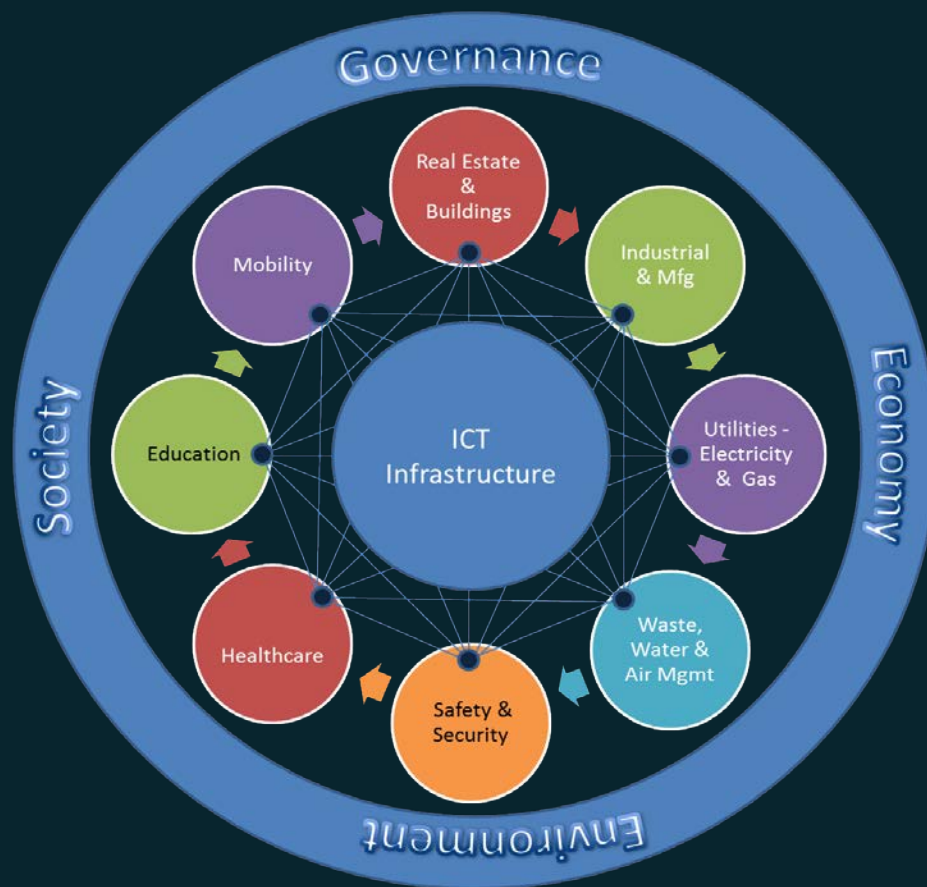 Governance
Real Estate
&
Buildings
Mobility
Industrial
& Mfg
Society
Economy
Education
ICT
Infrastructure
Utilities -
Electricity
& Gas
Healthcare
Waste,
Water &
Air Mgmt
Safety &
Security
Environment